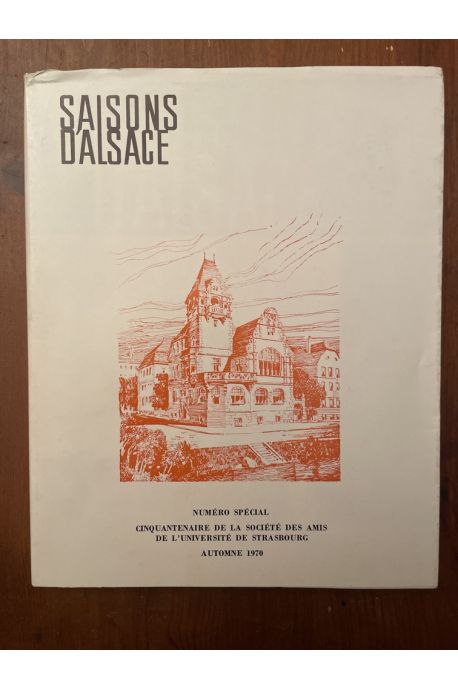 SAISONS
D'ALSACE
NUMÉRO SPÉCIAL
CINQUANTENAIRE DE LA SOCIÉTÉ DES AMIS
DE L'UNIVERSITÉ DE STRASBOURG
AUTOMNE 1970